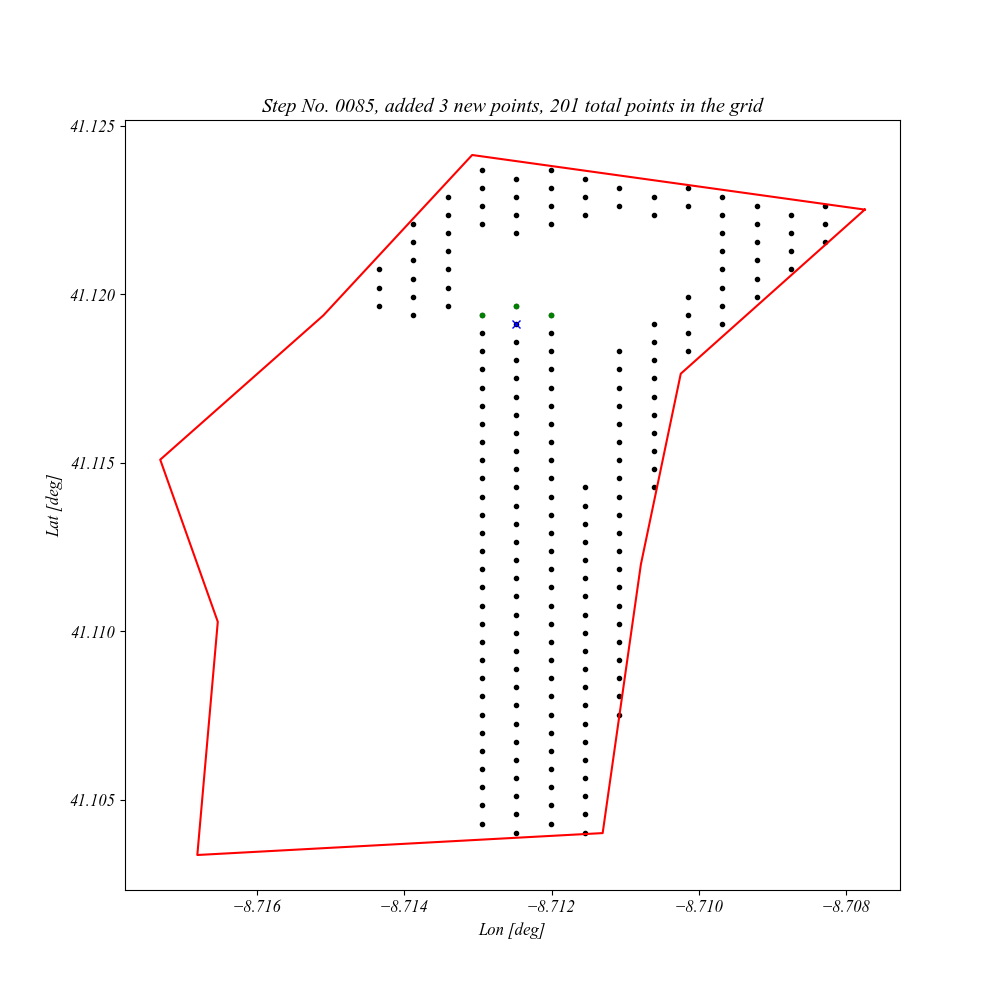 Step No. 0085, added 3 new points, 201 total points in the grid
41.125
41.120
41.115
41.110
41.105
Lat [deg]
−8.716 −8.714 −8.712 −8.710 −8.708
Lon [deg]